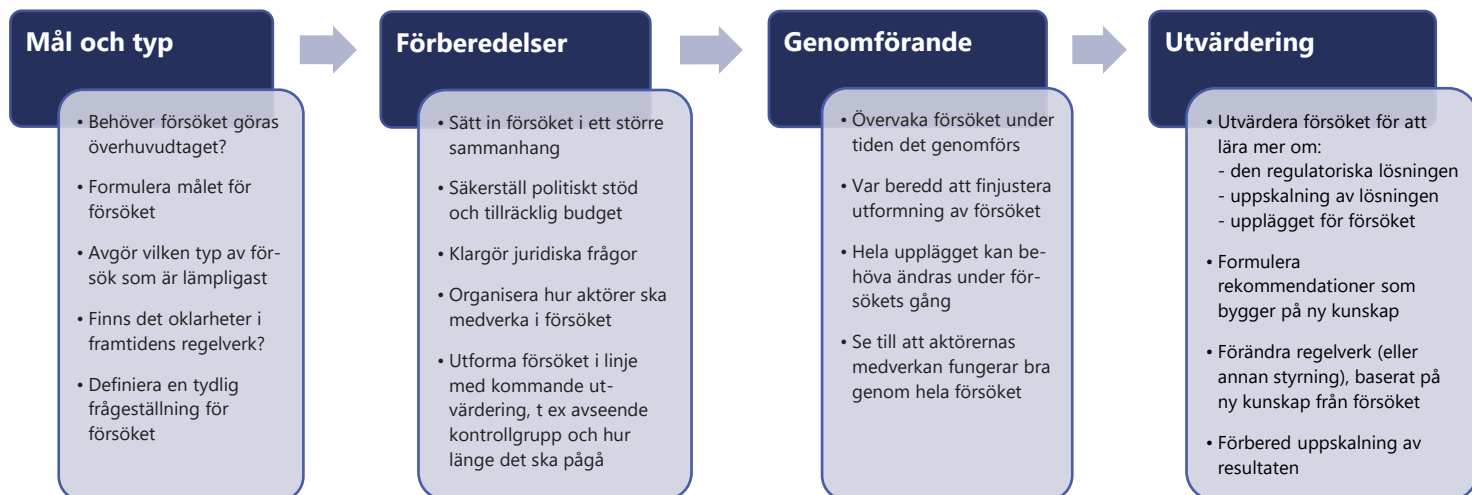 Mål och typ
• Behöver försöket göras
överhuvudtaget?
• Formulera målet för
försöket
• Avgör vilken typ av för-
sök som är lämpligast
• Finns det oklarheter i
framtidens regelverk?
• Definiera en tydlig
frågeställning för
försöket
Förberedelser
• Sätt in försöket i ett större
sammanhang
• Säkerställ politiskt stöd
och tillräcklig budget
• Klargör juridiska frågor
• Organisera hur aktörer ska
medverka i försöket
• Utforma försöket i linje
med kommande ut-
värdering, t ex avseende
kontrollgrupp och hur
länge det ska pågå
Genomförande
• Övervaka försöket under
tiden det genomförs
• Var beredd att finjustera
utformning av försöket
• Hela upplägget kan be-
höva ändras under för-
sökets gång
• Se till att aktörernas
medverkan fungerar bra
genom hela försöket
Utvärdering
• Utvärdera försöket för att
lära mer om:
- den regulatoriska lösningen
- uppskalning av lösningen
- upplägget för försöket
• Formulera
rekommendationer som
bygger på ny kunskap
• Förändra regelverk (eller
annan styrning), baserat på
ny kunskap från försöket
• Förbered uppskalning av
resultaten